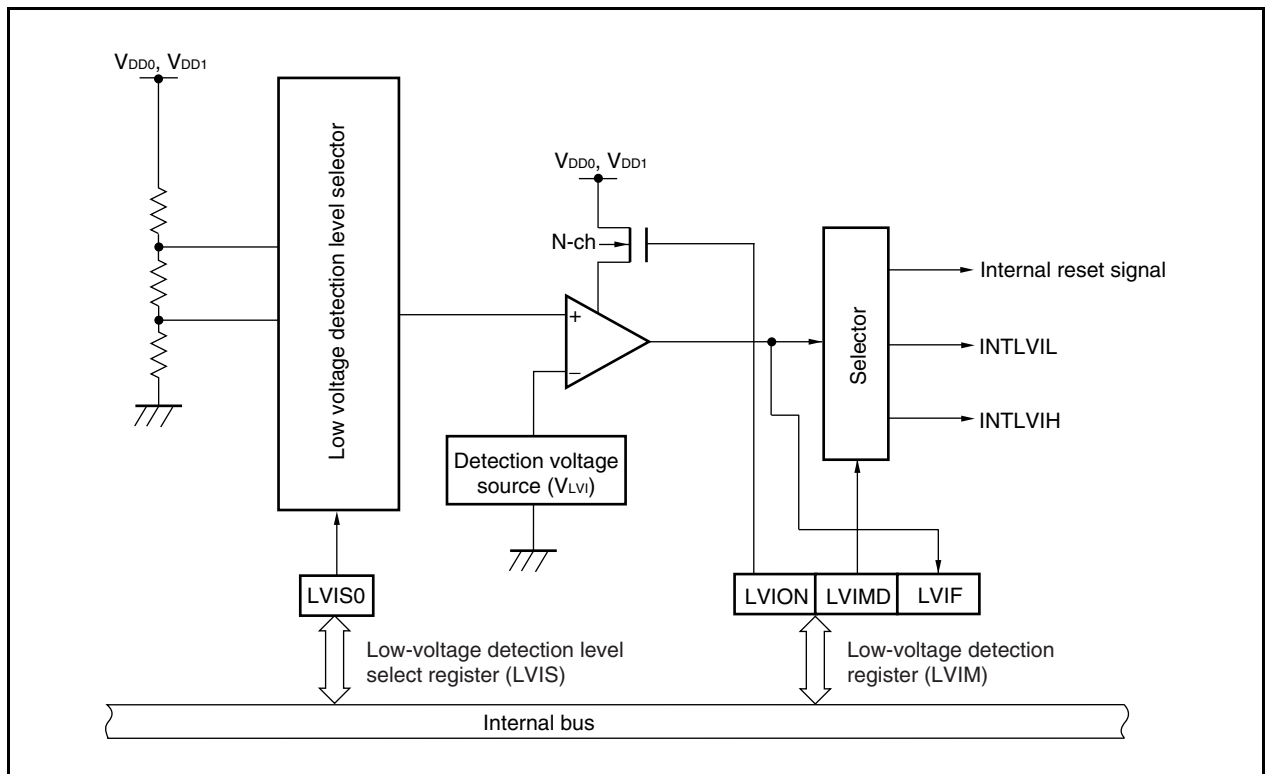 VDD0, VDD1
Low voltage detection level selector
VDD0, VDD1
N-ch
+
−
Detection voltage
source (VLVI)
Selector
Internal reset signal
INTLVIL
INTLVIH
LVIS0
LVION
LVIMD
LVIF
Low-voltage detection level
select register (LVIS)
Low-voltage detection
register (LVIM)
Internal bus